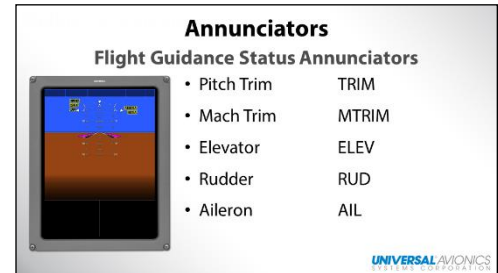 Annunciators
Flight Guidance Status Annunciators
• Pitch Trim TRIM
• Mach Trim MTRIM
• Elevator ELEV
• Rudder RUD
• Aileron AIL
UNIVERSAL AVIONICS
SYSTEMS CORPORATION